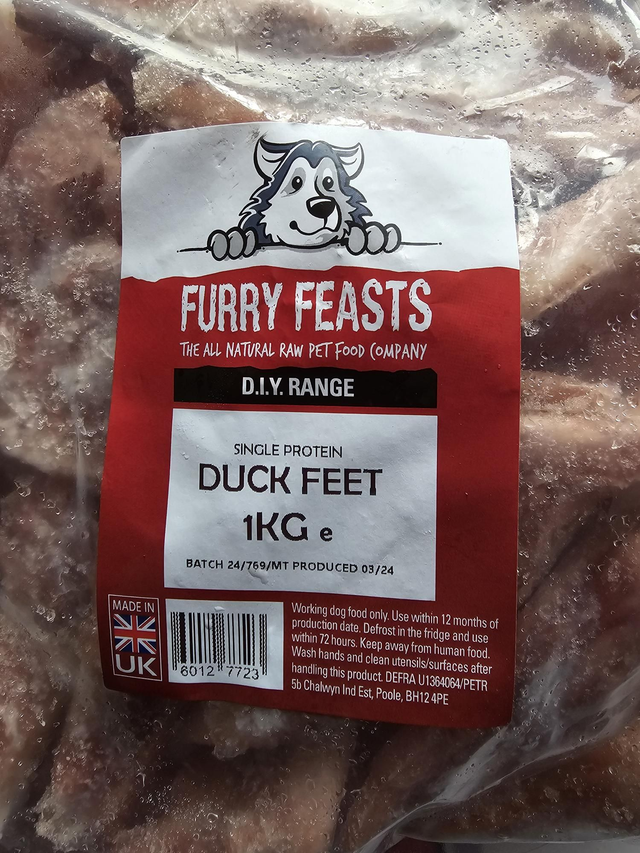 FURRY FEASTS
THE ALL NATURAL RAW PET FOOD COMPANY
D.I.Y. RANGE
SINGLE PROTEIN
DUCK FEET
1KG e
BATCH 24/769/MT PRODUCED 03/24
MADE IN
UK
6012 7723
Working dog food only. Use within 12 months of
production date. Defrost in the fridge and use
within 72 hours. Keep away from human food.
Wash hands and clean utensils/surfaces after
handling this product. DEFRA U1364064/PETR
5b Chalwyn Ind Est, Poole, BH12 4PE